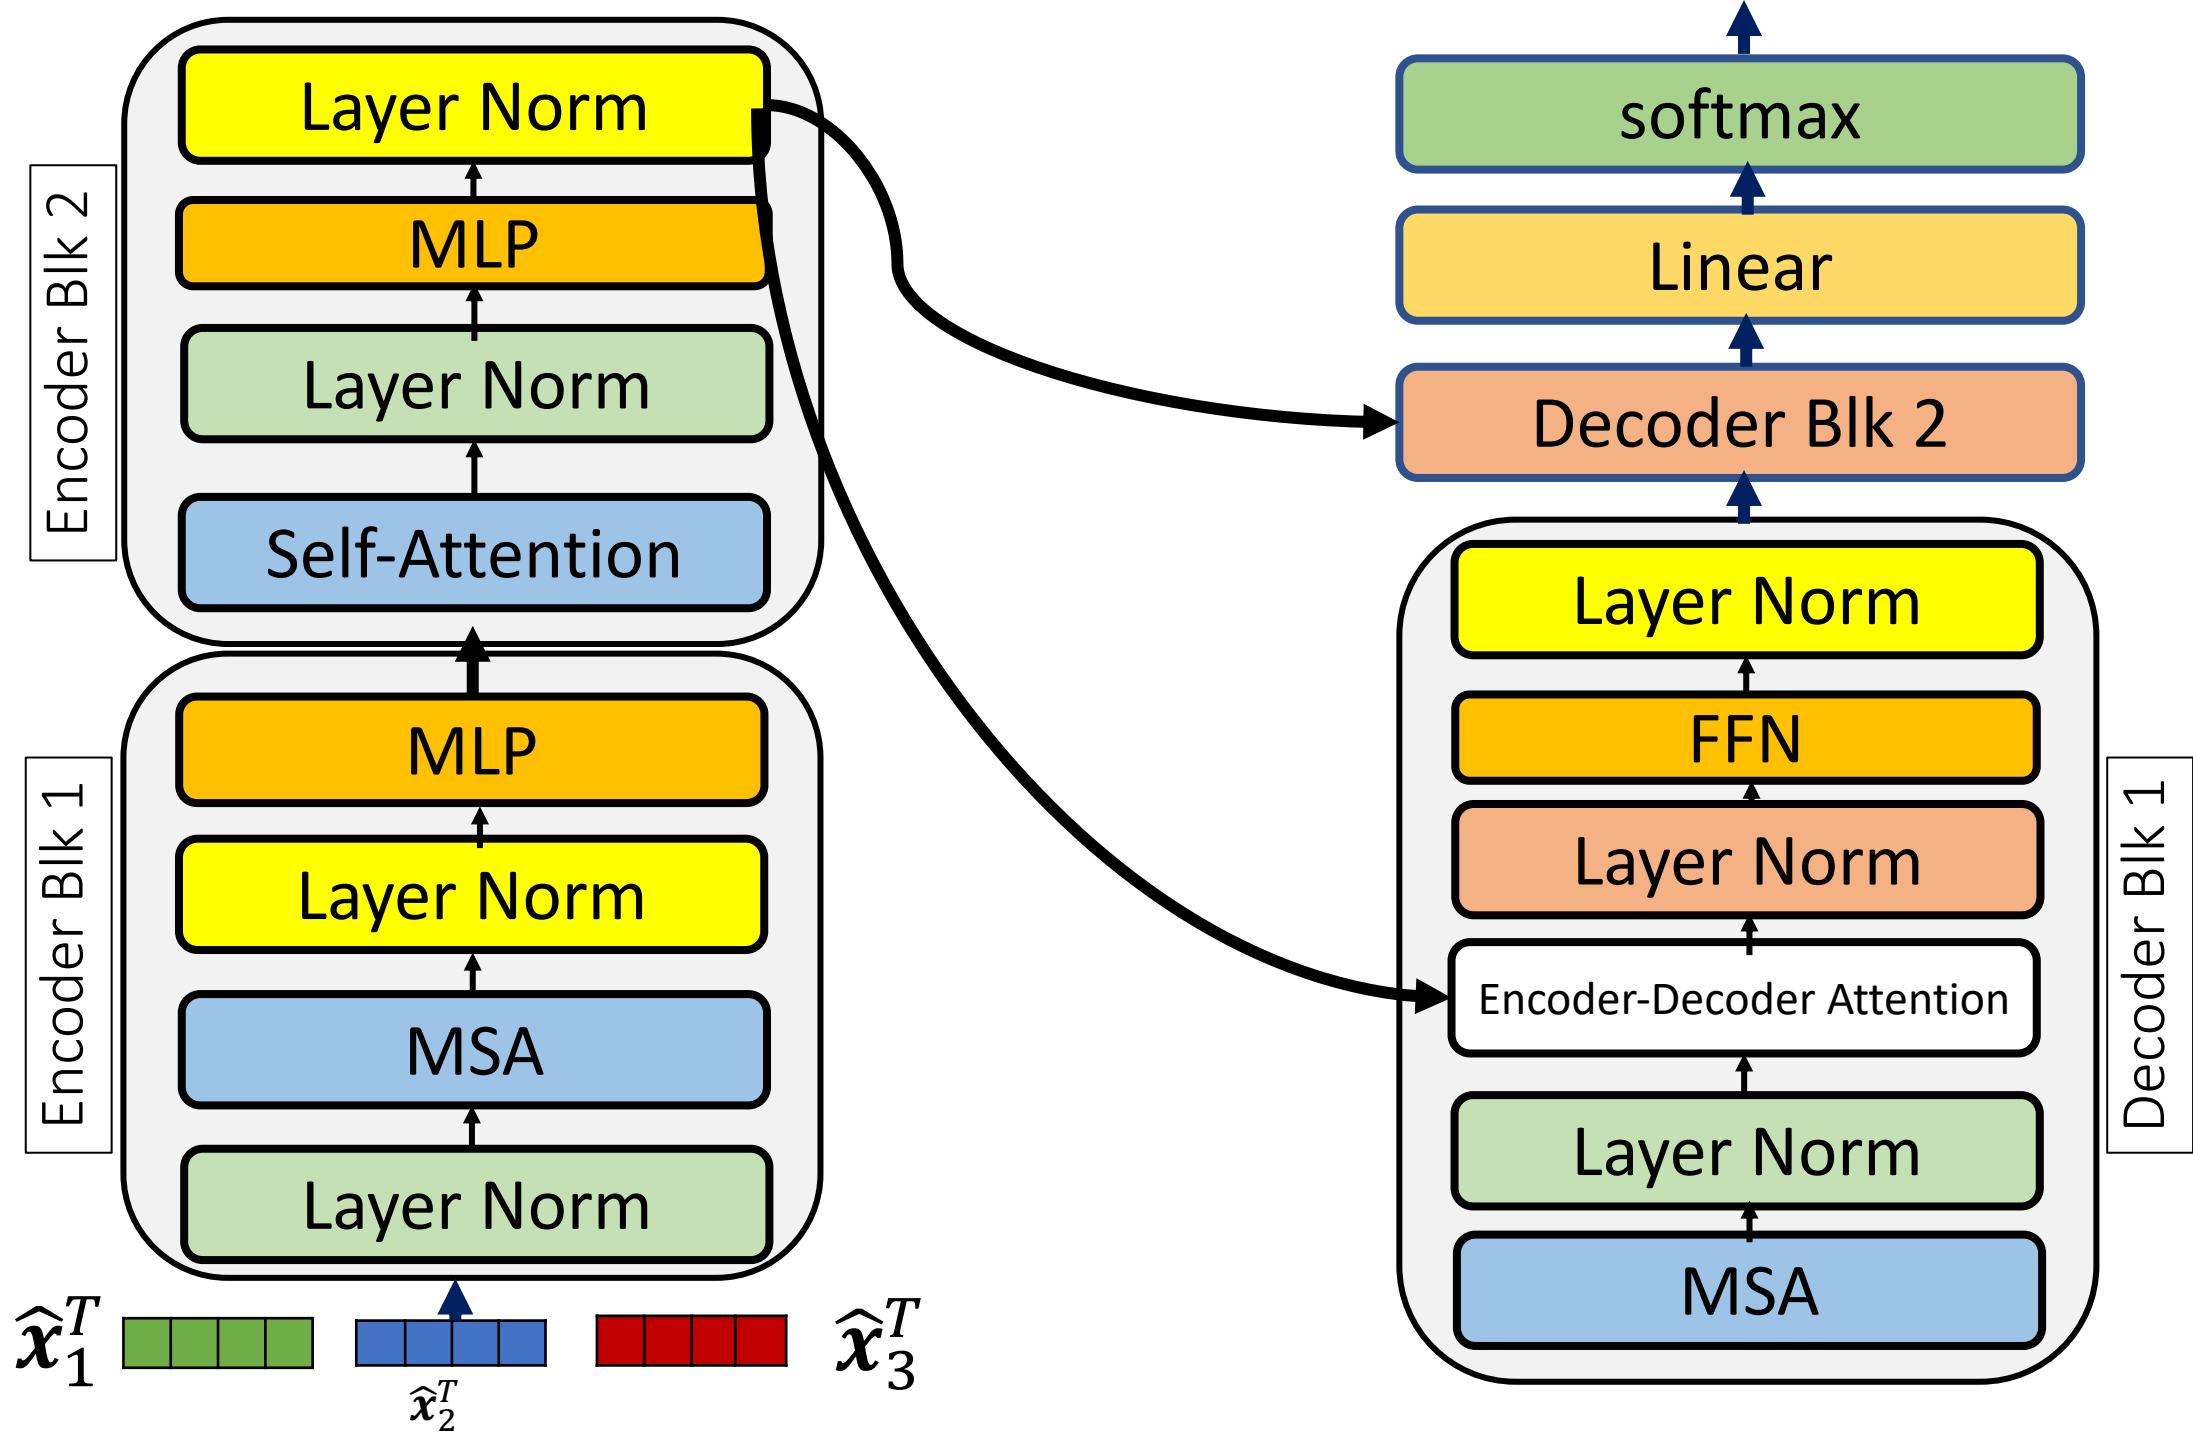 Encoder Blk 2
Layer Norm
MLP
Layer Norm
Self-Attention
Encoder Blk 1
MLP
Layer Norm
MSA
Layer Norm
x̂₁ᵀ
x̂₂ᵀ
x̂₃ᵀ
softmax
Linear
Decoder Blk 2
Decoder Blk 1
Layer Norm
FFN
Layer Norm
Encoder-Decoder Attention
Layer Norm
MSA